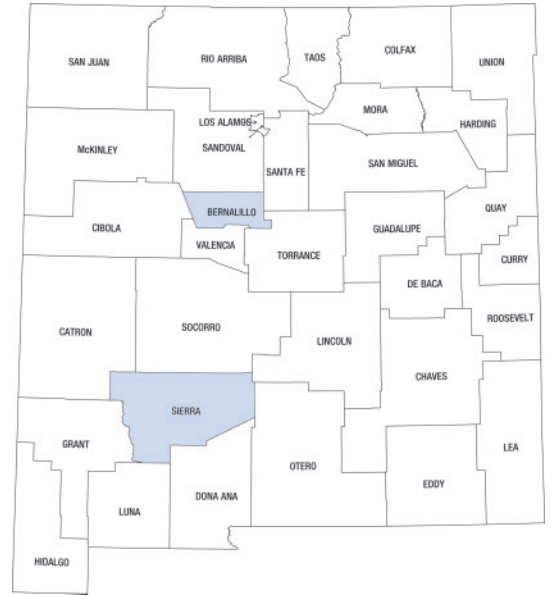 COLFAX
SAN JUAN
RIO ARRIBA
TAOS
UNION
MORA
LOS ALAMOS
HARDING
SANDOVAL
McKINLEY
SAN MIGUEL
SANTA FE
BERNALILLO
QUAY
CIBOLA
GUADALUPE
VALENCIA
TORRANCE
CURRY
DE BACA
CATRON
SOCORRO
ROOSEVELT
LINCOLN
CHAVES
SIERRA
GRANT
LEA
OTERO
EDDY
DONA ANA
LUNA
HIDALGO